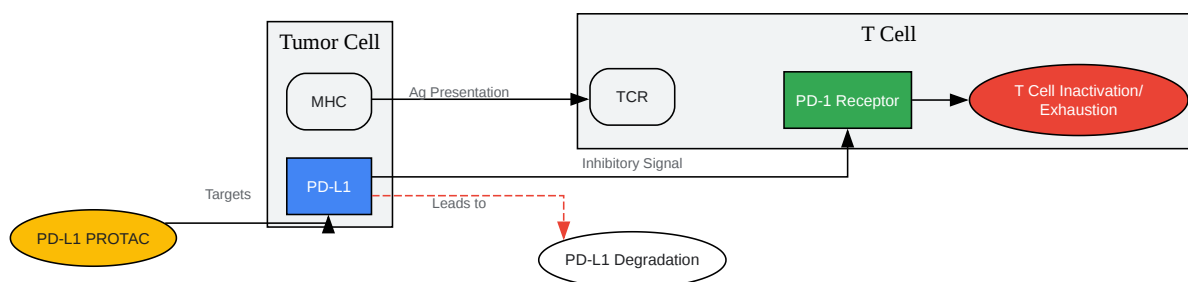 Tumor Cell
T Cell
MHC
Ag Presentation
TCR
PD-1 Receptor
T Cell Inactivation/
Exhaustion
PD-L1
Inhibitory Signal
Targets
Leads to
PD-L1 PROTAC
PD-L1 Degradation